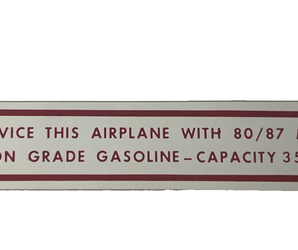 VICE THIS AIRPLANE WITH 80/87
ON GRADE GASOLINE – CAPACITY 35